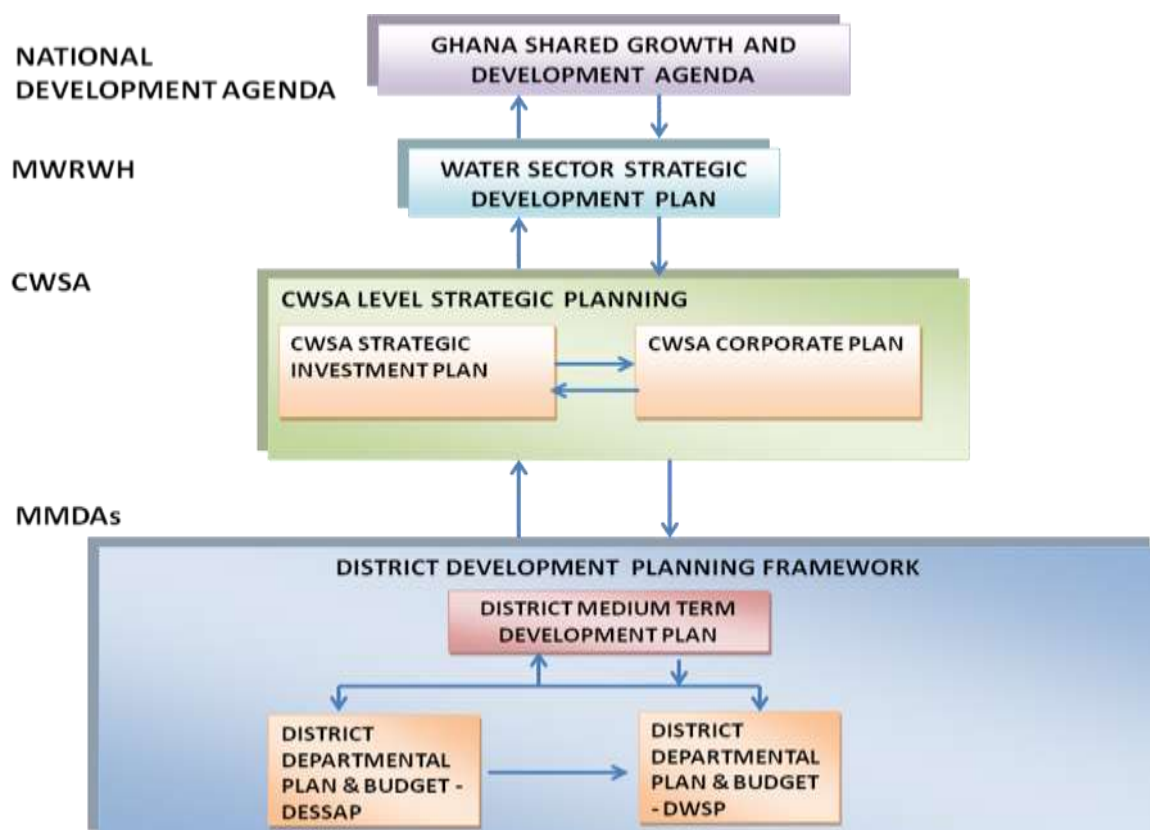 NATIONAL
DEVELOPMENT AGENDA
GHANA SHARED GROWTH AND
DEVELOPMENT AGENDA
MWRWH
WATER SECTOR STRATEGIC
DEVELOPMENT PLAN
CWSA
CWSA LEVEL STRATEGIC PLANNING
CWSA STRATEGIC
INVESTMENT PLAN
CWSA CORPORATE PLAN
MMDAs
DISTRICT DEVELOPMENT PLANNING FRAMEWORK
DISTRICT MEDIUM TERM
DEVELOPMENT PLAN
DISTRICT
DEPARTMENTAL
PLAN & BUDGET -
DESSAP
DISTRICT
DEPARTMENTAL
PLAN & BUDGET
- DWSP